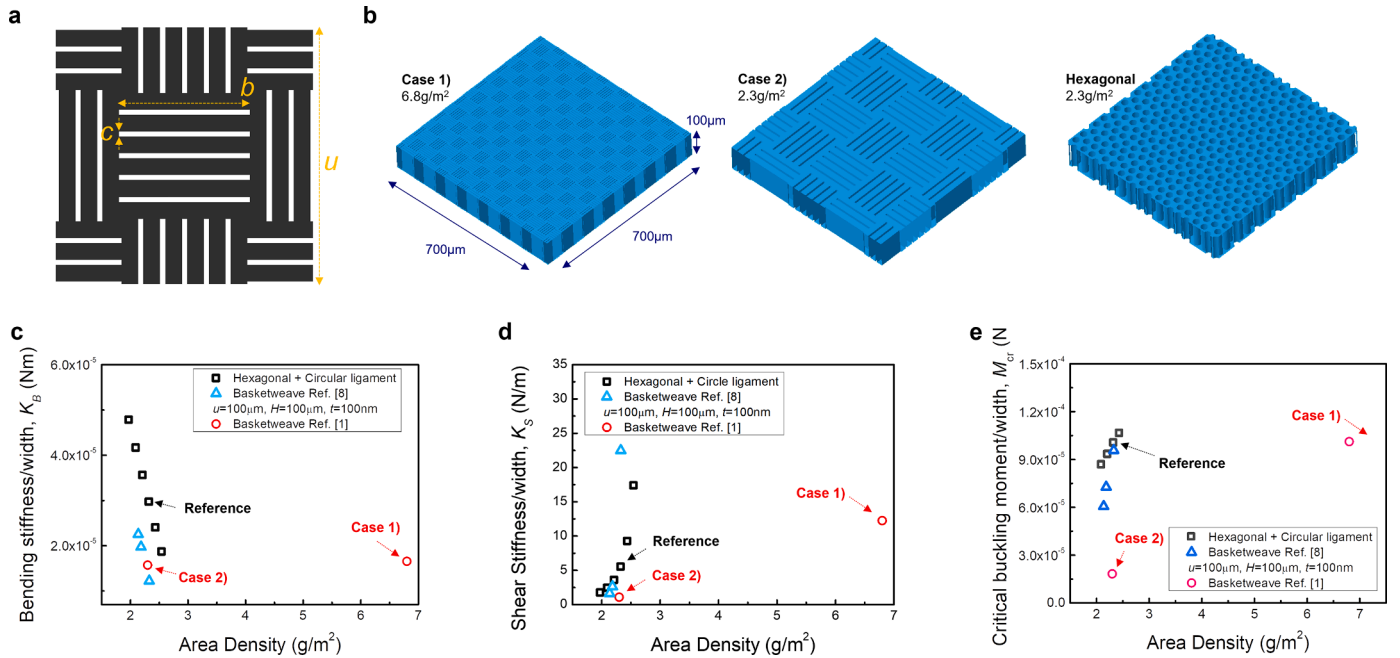 a
b
c
u
b
Case 1)
6.8g/m²
100μm
700μm
700μm
Case 2)
2.3g/m²
Hexagonal
2.3g/m²
c
Bending stiffness/width, K_B (Nm)
6.0x10⁻⁵
4.0x10⁻⁵
2.0x10⁻⁵
Hexagonal + Circular ligament
Basketweave Ref. [8]
u=100μm, H=100μm, t=100nm
Basketweave Ref. [1]
Reference
Case 1)
Case 2)
2 3 4 5 6 7
Area Density (g/m²)
d
Shear Stiffness/width, K_S (N/m)
35
30
25
20
15
10
5
0
Hexagonal + Circle ligament
Basketweave Ref. [8]
u=100μm, H=100μm, t=100nm
Basketweave Ref. [1]
Case 1)
Reference
Case 2)
2 3 4 5 6 7
Area Density (g/m²)
e
Critical buckling moment/width, M_cr (N
1.5x10⁻⁴
1.2x10⁻⁴
9.0x10⁻⁵
6.0x10⁻⁵
3.0x10⁻⁵
0.0
Case 1)
Reference
Case 2)
Hexagonal + Circular ligament
Basketweave Ref. [8]
u=100μm, H=100μm, t=100nm
Basketweave Ref. [1]
2 3 4 5 6 7
Area Density (g/m²)